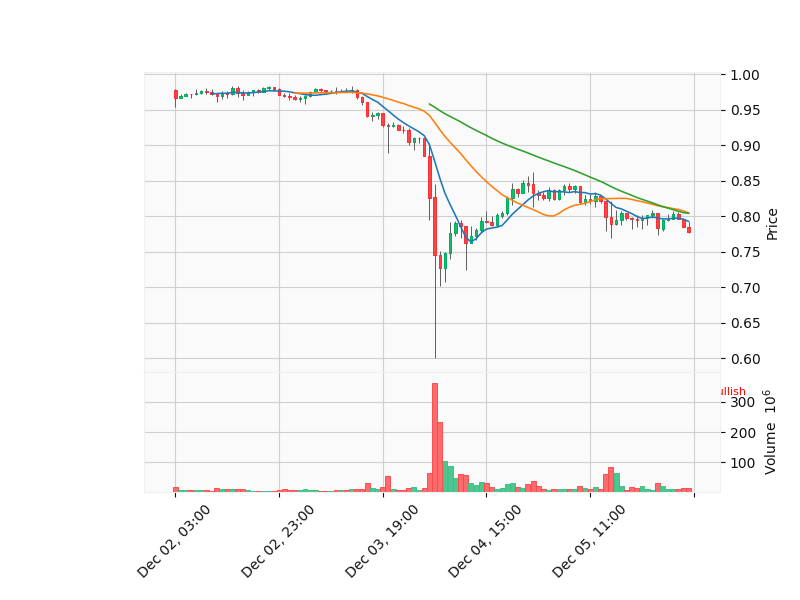 1.00
0.95
0.90
0.85
0.80
0.75
0.70
0.65
0.60
Price
300
200
100
Volume 10^6
Dec 02, 03:00
Dec 02, 23:00
Dec 03, 19:00
Dec 04, 15:00
Dec 05, 11:00